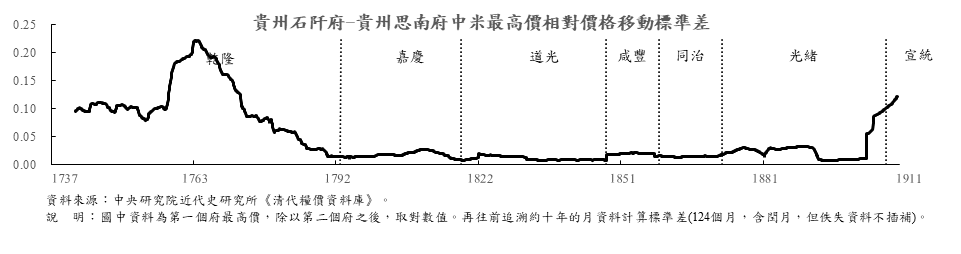 貴州石阡府–貴州思南府中米最高價相對價格移動標準差
0.25
0.20
0.15
0.10
0.05
0.00
乾隆
嘉慶
道光
咸豐
同治
光緒
宣統
1737
1763
1792
1822
1851
1881
1911
資料來源：中央研究院近代史研究所《清代糧價資料庫》。
說　明：圖中資料為第一個府最高價，除以第二個府之後，取對數值。再往前追溯約十年的月資料計算標準差(124個月，含閏月，但佚失資料不插補)。